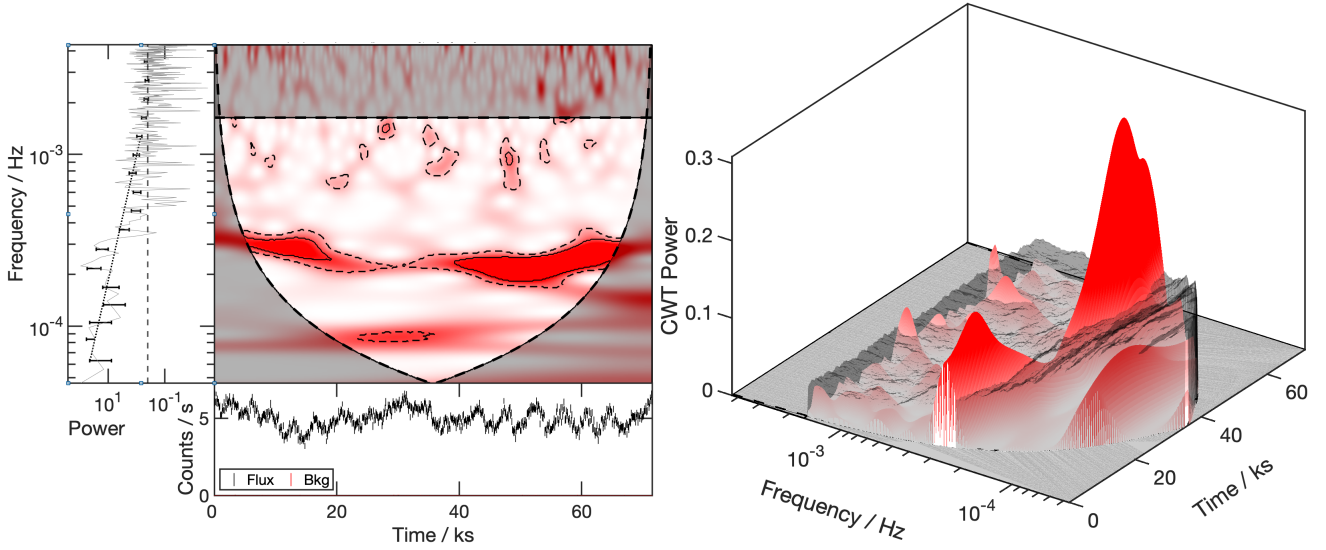 10^-3
10^-4
Frequency / Hz
10^1
10^-1
Power
5
0
Counts / s
Flux
Bkg
0
20
40
60
Time / ks
0.3
0.2
0.1
0
CWT Power
10^-3
10^-4
Frequency / Hz
0
20
40
60
Time / ks